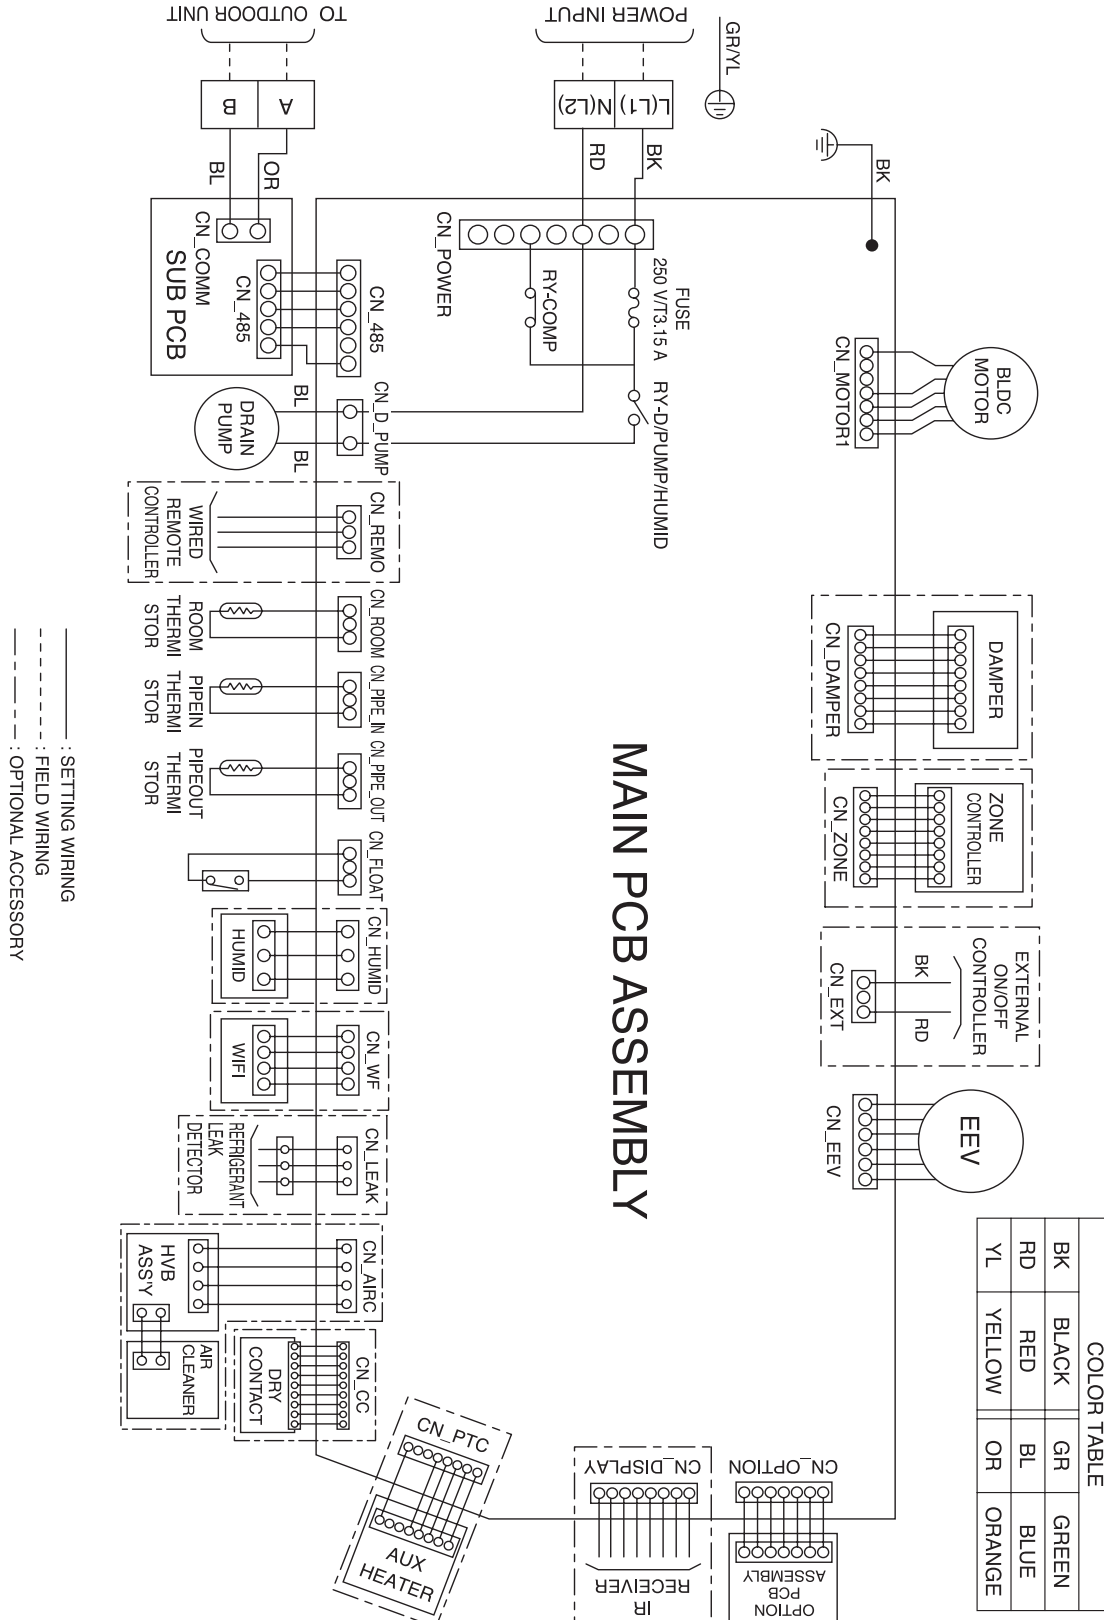 TO OUTDOOR UNIT
B
A
BL
OR
CN_COMM
SUB PCB
CN_485
CN_485
POWER INPUT
N(L2)
L(L1)
RD
BK
GR/YL
BK
CN_POWER
RY-COMP
FUSE
250 V/T3.15 A
RY-D/PUMP/HUMID
CN_D_PUMP
BL
BL
DRAIN
PUMP
CN_REMO
WIRED
REMOTE
CONTROLLER
CN_ROOM
ROOM
THERMI
STOR
CN_PIPE_IN
PIPEIN
THERMI
STOR
CN_PIPE_OUT
PIPEOUT
THERMI
STOR
CN_FLOAT
CN_HUMID
HUMID
CN_WF
WIFI
CN_LEAK
REFRIGERANT
LEAK
DETECTOR
CN_AIRC
HVB
ASS'Y
AIR
CLEANER
CN_CC
DRY
CONTACT
CN_PTC
AUX
HEATER
CN_DISPLAY
IR
RECEIVER
CN_OPTION
OPTION
PCB
ASSEMBLY
MAIN PCB ASSEMBLY
BLDC
MOTOR
CN_MOTOR1
DAMPER
CN_DAMPER
ZONE
CONTROLLER
CN_ZONE
EXTERNAL
ON/OFF
CONTROLLER
BK
RD
CN_EXT
EEV
CN_EEV
COLOR TABLE
BK BLACK GR GREEN
RD RED BL BLUE
YL YELLOW OR ORANGE
: SETTING WIRING
: FIELD WIRING
: OPTIONAL ACCESSORY